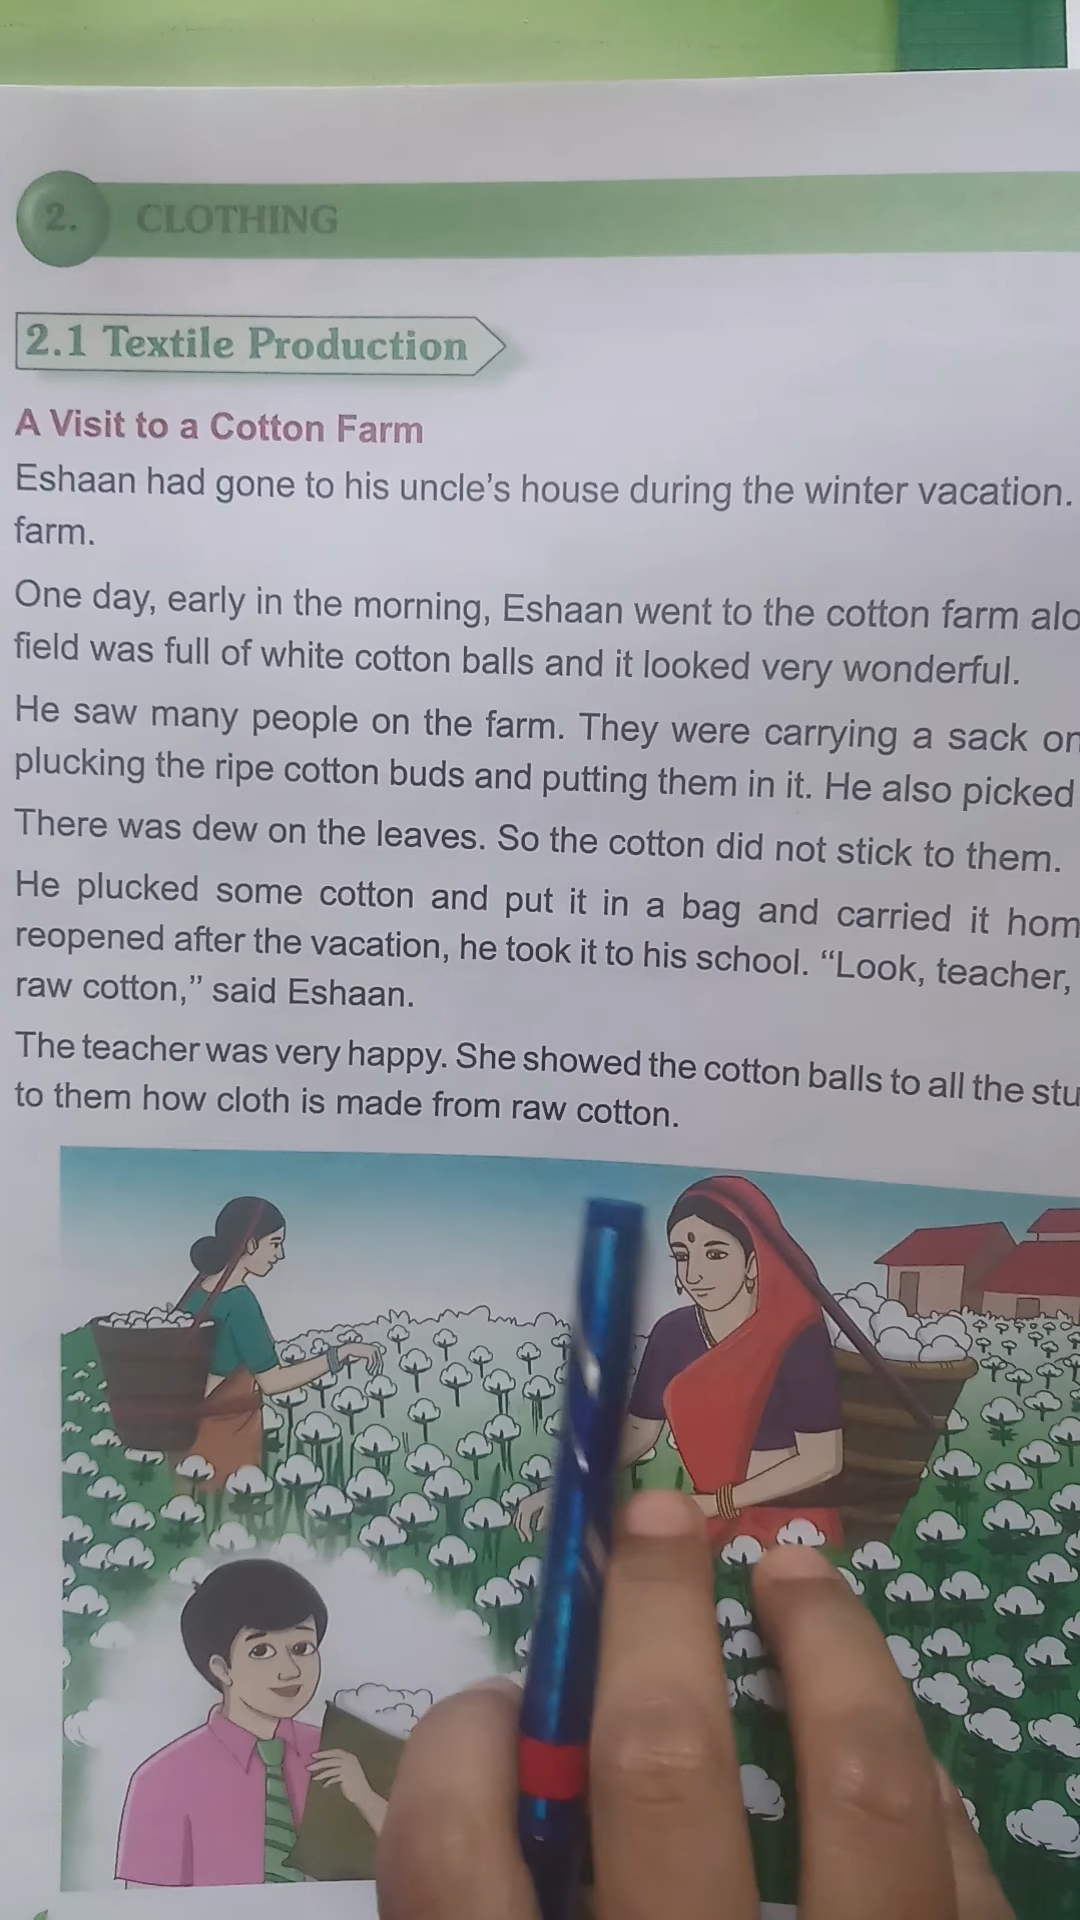 2. CLOTHING
2.1 Textile Production
A Visit to a Cotton Farm
Eshaan had gone to his uncle's house during the winter vacation.
farm.
One day, early in the morning, Eshaan went to the cotton farm
field was full of white cotton balls and it looked very wonderful.
He saw many people on the farm. They were carrying a sack
plucking the ripe cotton buds and putting them in it. He also picked
There was dew on the leaves. So the cotton did not stick to them.
He plucked some cotton and put it in a bag and carried it
reopened after the vacation, he took it to his school. “Look, teacher,
raw cotton,” said Eshaan.
The teacher was very happy. She showed the cotton balls to all the
to them how cloth is made from raw cotton.